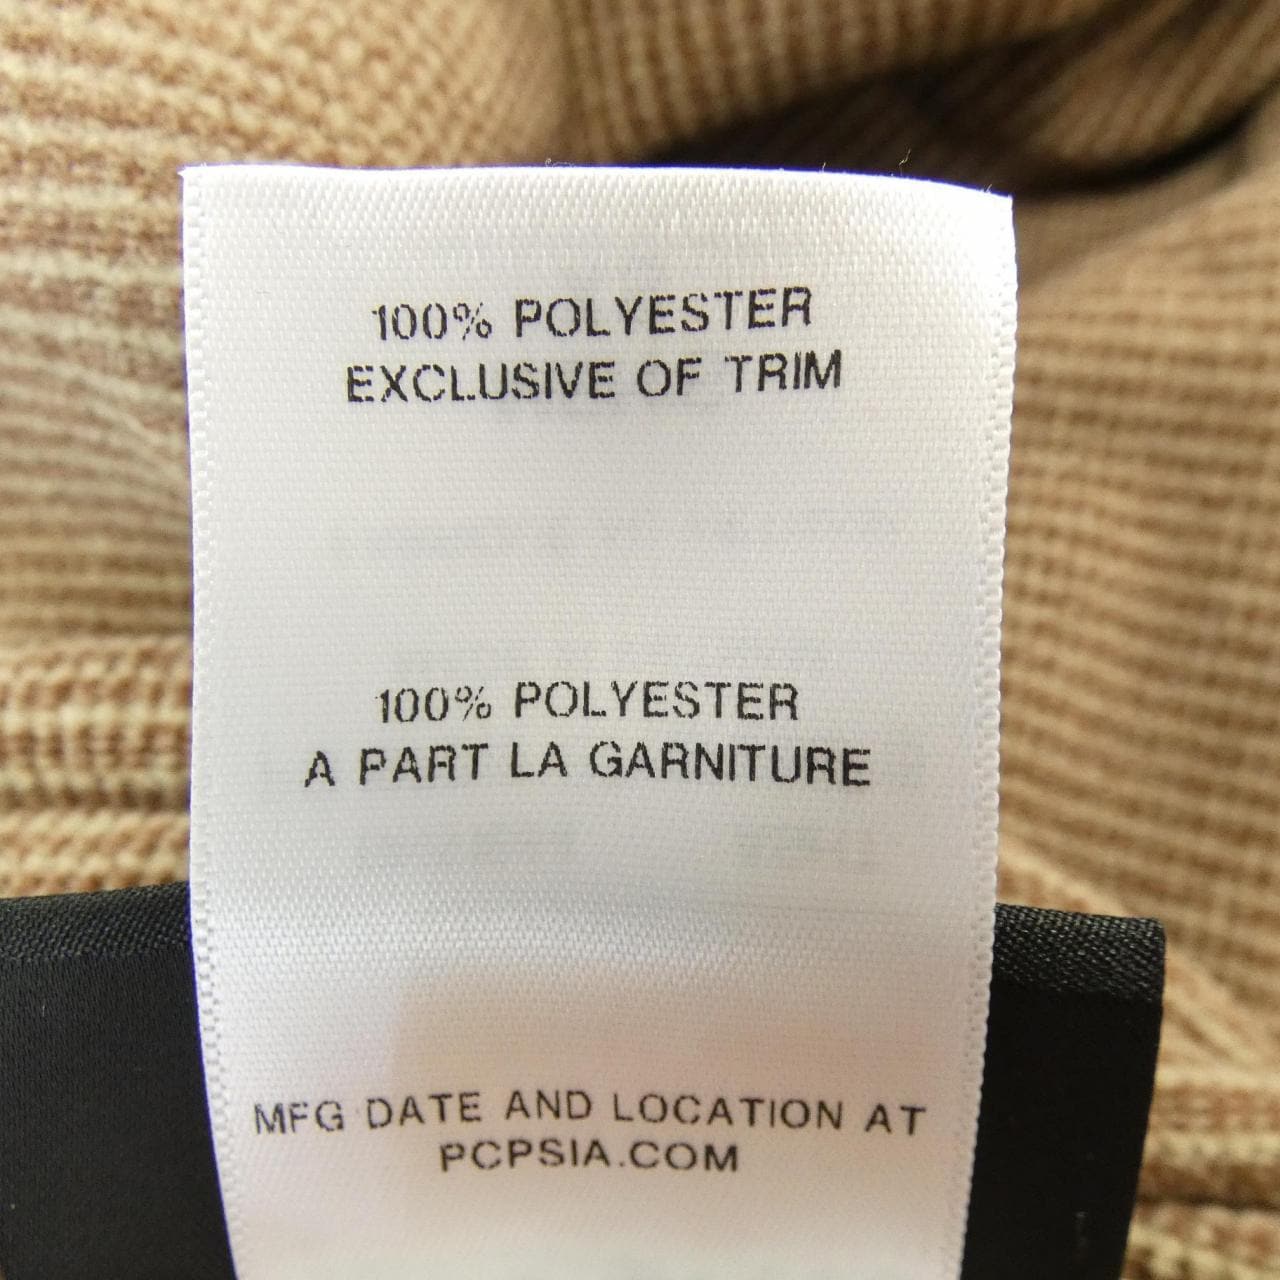 100% POLYESTER
EXCLUSIVE OF TRIM
100% POLYESTER
A PART LA GARNITURE
MFG DATE AND LOCATION AT
PCPSIA.COM